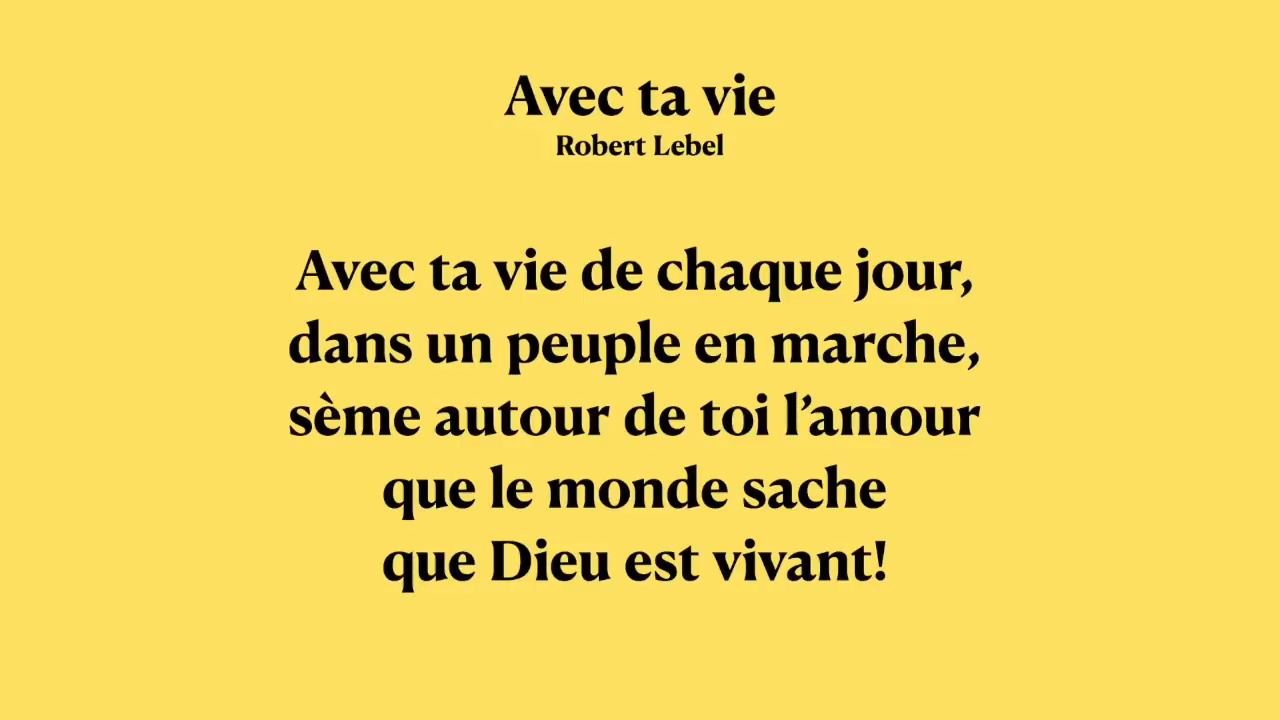 Avec ta vie
Robert Lebel
Avec ta vie de chaque jour,
dans un peuple en marche,
sème autour de toi l’amour
que le monde sache
que Dieu est vivant!